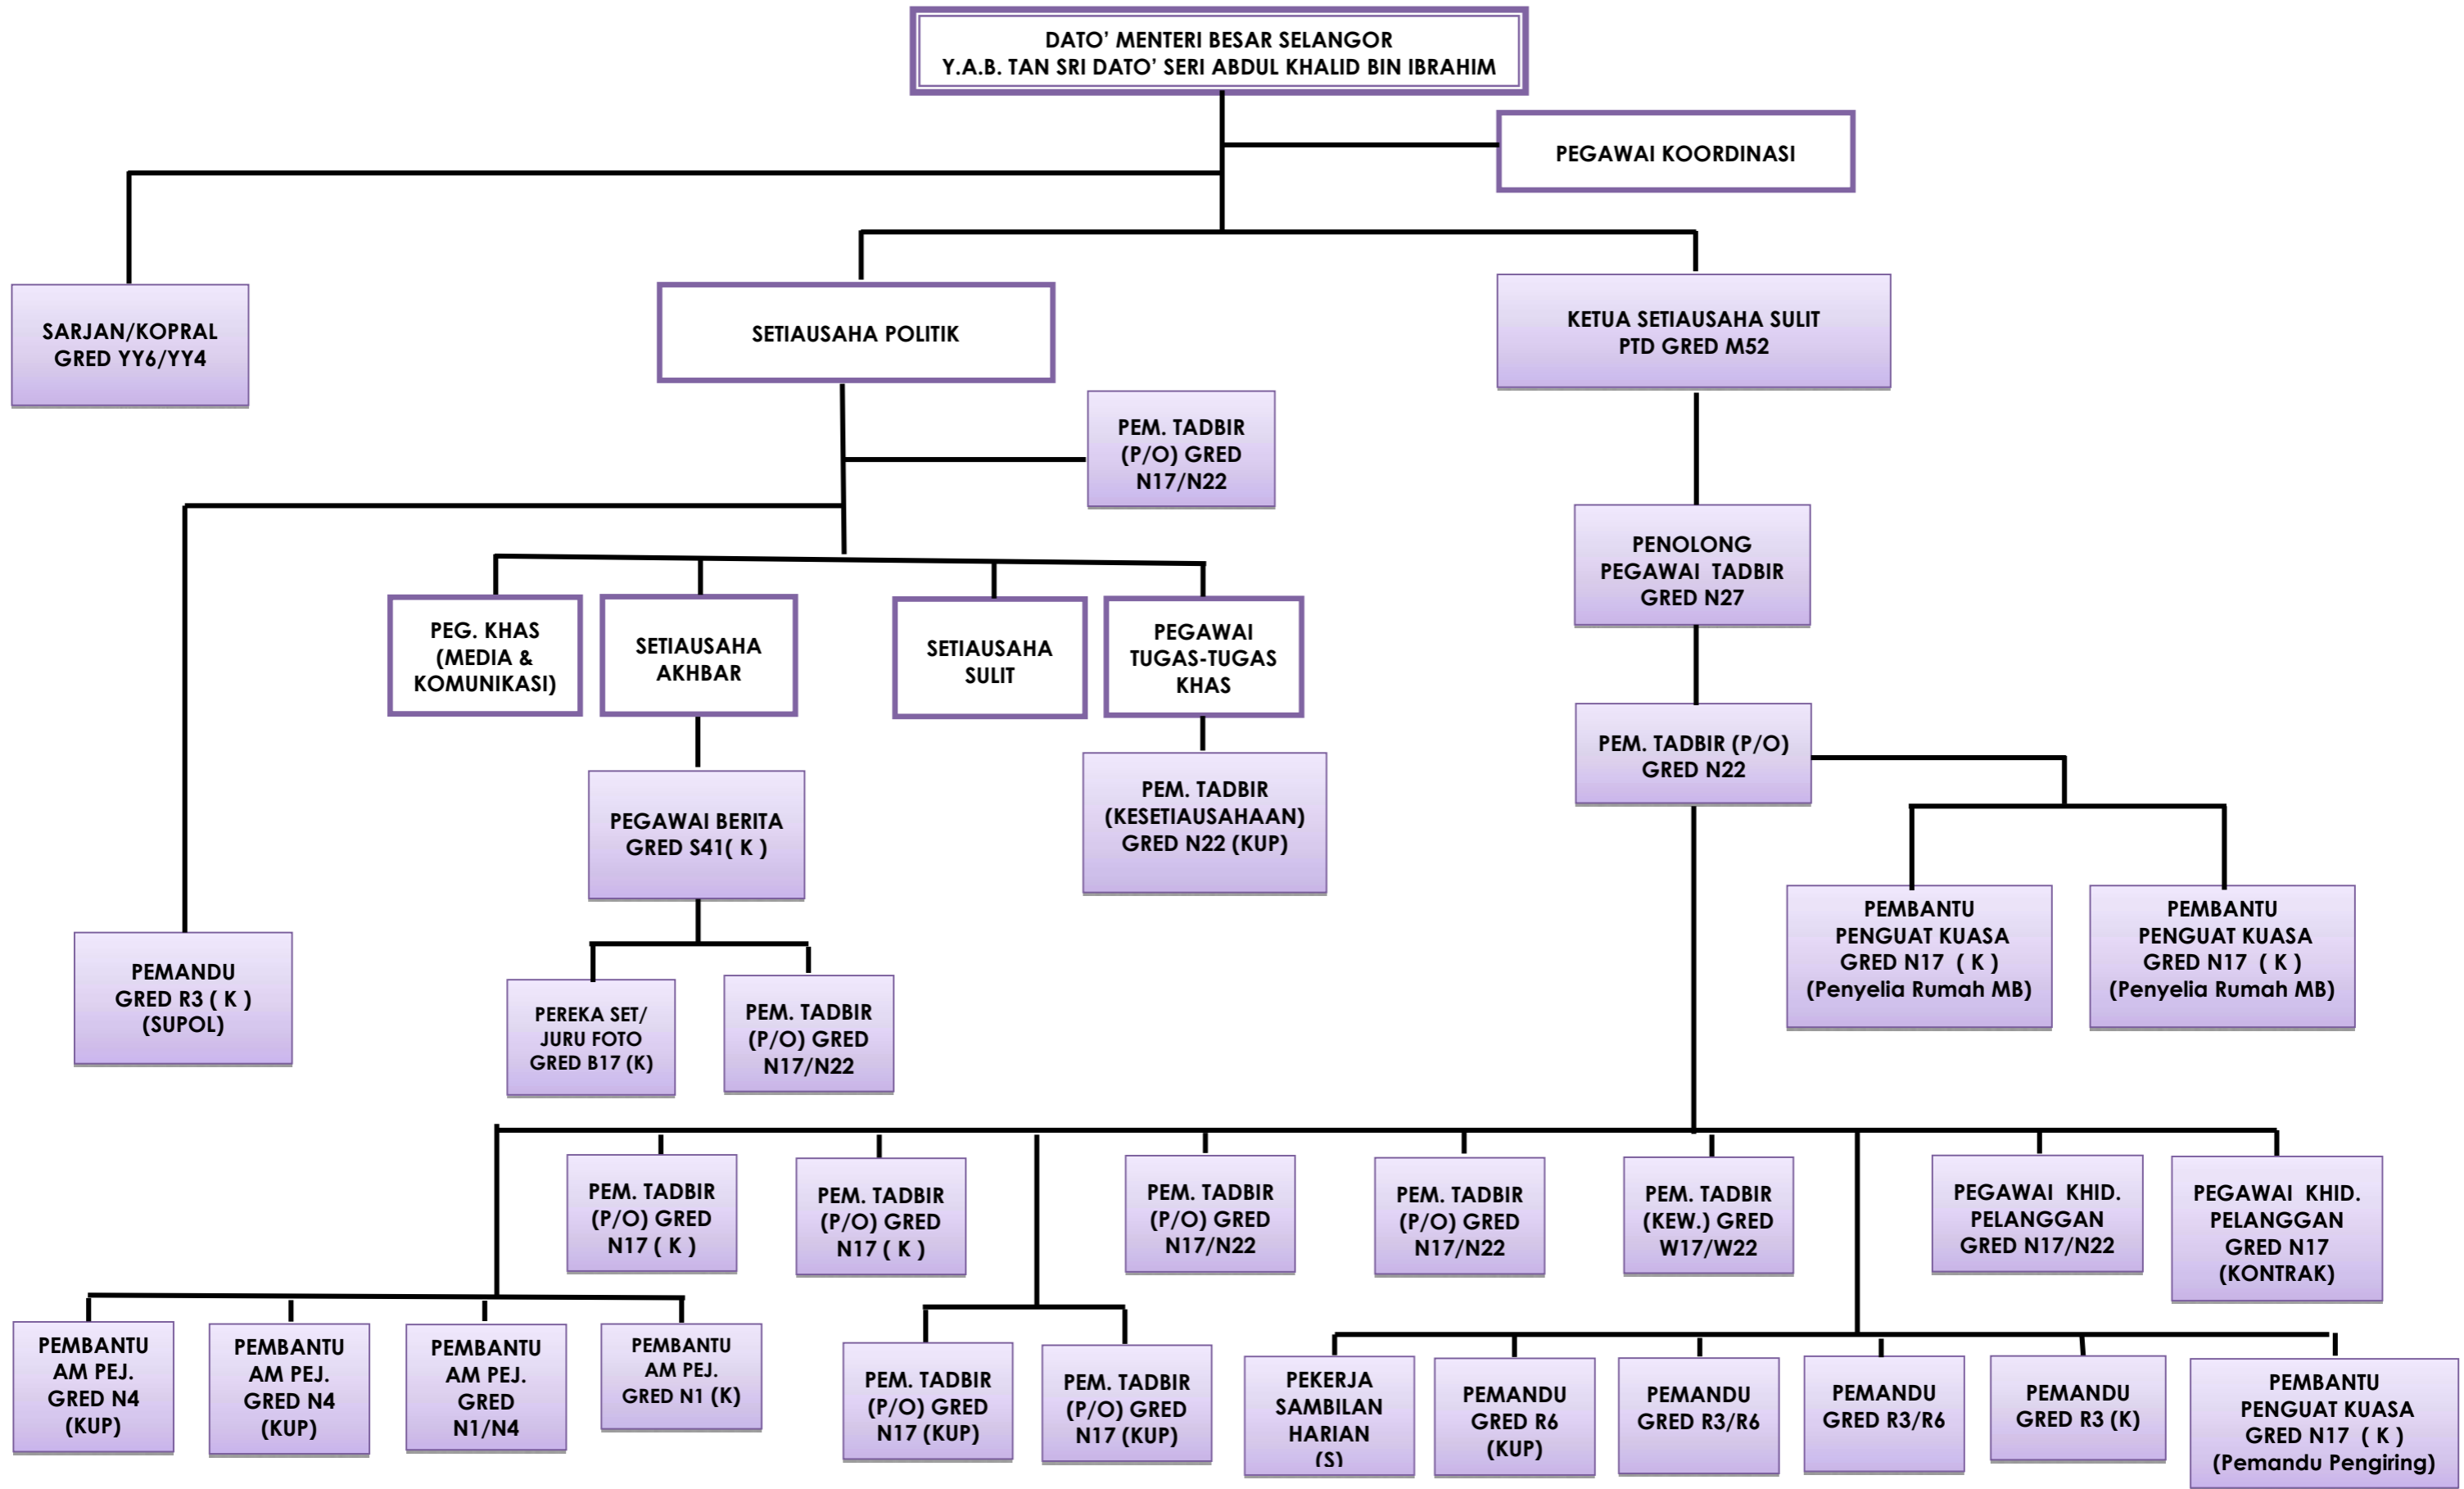 DATO' MENTERI BESAR SELANGOR
Y.A.B. TAN SRI DATO' SERI ABDUL KHALID BIN IBRAHIM
PEGAWAI KOORDINASI
SARJAN/KOPRAL
GRED YY6/YY4
SETIAUSAHA POLITIK
KETUA SETIAUSAHA SULIT
PTD GRED M52
PEM. TADBIR
(P/O) GRED
N17/N22
PENOLONG
PEGAWAI TADBIR
GRED N27
PEG. KHAS
(MEDIA &
KOMUNIKASI)
SETIAUSAHA
AKHBAR
SETIAUSAHA
SULIT
PEGAWAI
TUGAS-TUGAS
KHAS
PEM. TADBIR (P/O)
GRED N22
PEGAWAI BERITA
GRED S41( K )
PEM. TADBIR
(KESETIAUSAHAAN)
GRED N22 (KUP)
PEMBANTU
PENGUAT KUASA
GRED N17 ( K )
(Penyelia Rumah MB)
PEMBANTU
PENGUAT KUASA
GRED N17 ( K )
(Penyelia Rumah MB)
PEMANDU
GRED R3 ( K )
(SUPOL)
PEREKA SET/
JURU FOTO
GRED B17 (K)
PEM. TADBIR
(P/O) GRED
N17/N22
PEM. TADBIR
(P/O) GRED
N17 ( K )
PEM. TADBIR
(P/O) GRED
N17 ( K )
PEM. TADBIR
(P/O) GRED
N17/N22
PEM. TADBIR
(P/O) GRED
N17/N22
PEM. TADBIR
(KEW.) GRED
W17/W22
PEGAWAI KHID.
PELANGGAN
GRED N17/N22
PEGAWAI KHID.
PELANGGAN
GRED N17
(KONTRAK)
PEMBANTU
AM PEJ.
GRED N4
(KUP)
PEMBANTU
AM PEJ.
GRED N4
(KUP)
PEMBANTU
AM PEJ.
GRED
N1/N4
PEMBANTU
AM PEJ.
GRED N1 (K)
PEM. TADBIR
(P/O) GRED
N17 (KUP)
PEM. TADBIR
(P/O) GRED
N17 (KUP)
PEKERJA
SAMBILAN
HARIAN
(S)
PEMANDU
GRED R6
(KUP)
PEMANDU
GRED R3/R6
PEMANDU
GRED R3/R6
PEMANDU
GRED R3 (K)
PEMBANTU
PENGUAT KUASA
GRED N17 ( K )
(Pemandu Pengiring)